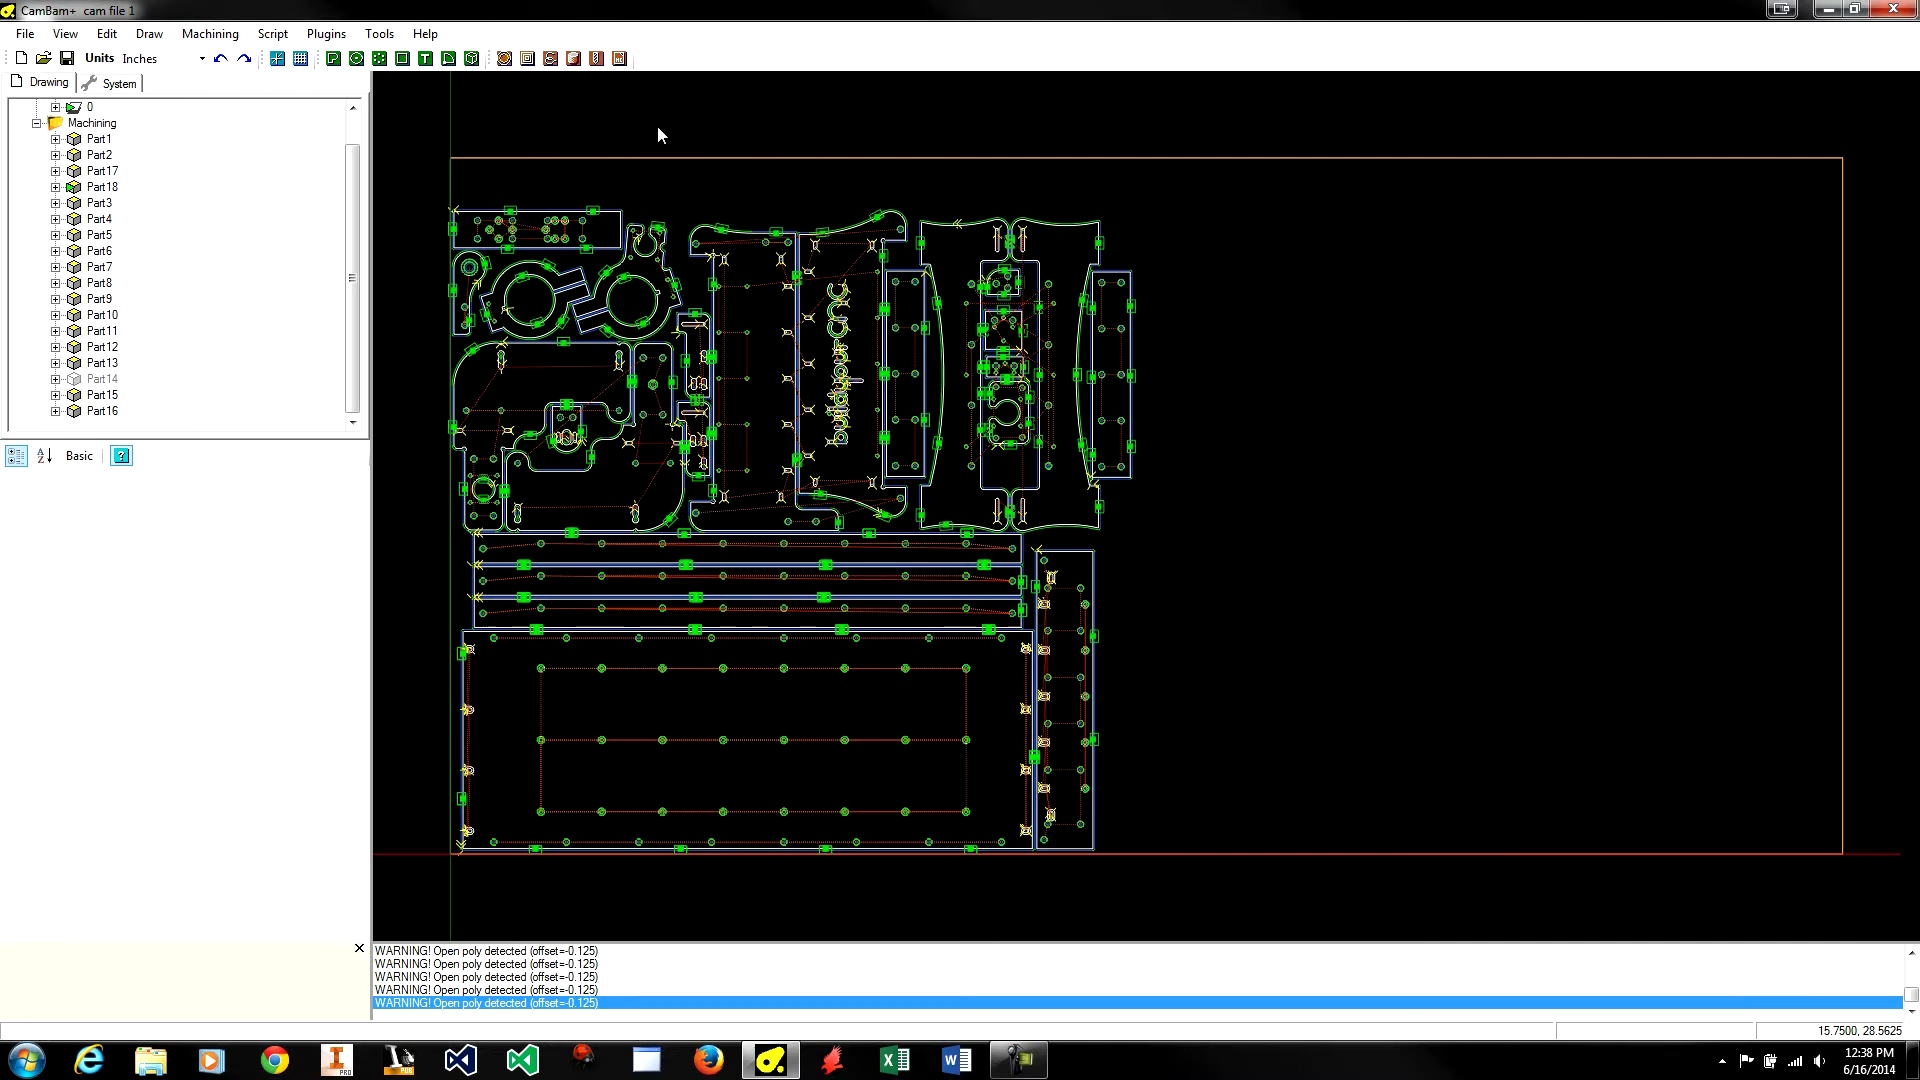 CamBam+  cam file 1
File View Edit Draw Machining Script Plugins Tools Help
Units Inches
Drawing System
0
Machining
Part1
Part2
Part17
Part18
Part3
Part4
Part5
Part6
Part7
Part8
Part9
Part10
Part11
Part12
Part13
Part14
Part15
Part16
Basic
buildyourcnc
WARNING! Open poly detected (offset=-0.125)
WARNING! Open poly detected (offset=-0.125)
WARNING! Open poly detected (offset=-0.125)
WARNING! Open poly detected (offset=-0.125)
WARNING! Open poly detected (offset=-0.125)
15.7500, 28.5625
12:38 PM
6/16/2014